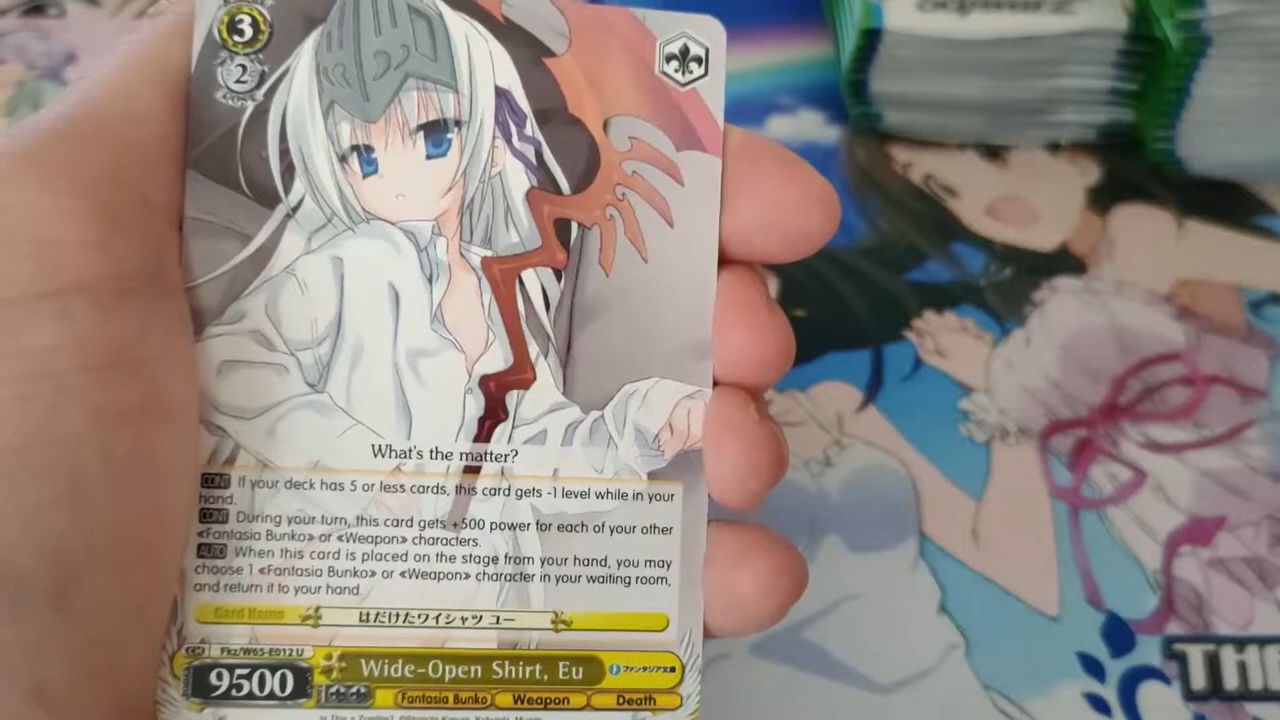 3
2
What's the matter?
CONT If your deck has 5 or less cards, this card gets -1 level while in your
hand.
CONT During your turn, this card gets +500 power for each of your other
«Fantasia Bunko» or «Weapon» characters.
AUTO When this card is placed on the stage from your hand, you may
choose 1 «Fantasia Bunko» or «Weapon» character in your waiting room,
and return it to your hand.
Card Name はだけたワイシャツ ユー
CH Fkz/W65-E012 U
9500 Wide-Open Shirt, Eu ファンタジア文庫
Fantasia Bunko Weapon Death
THE